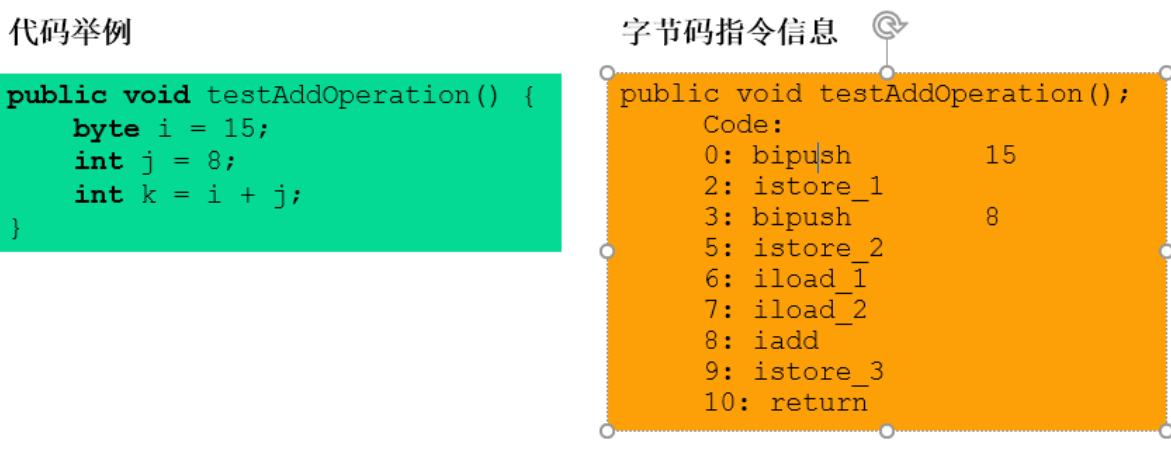 代码举例
public void testAddOperation() {
    byte i = 15;
    int j = 8;
    int k = i + j;
}
字节码指令信息
public void testAddOperation();
Code:
0: bipush 15
2: istore_1
3: bipush 8
5: istore_2
6: iload_1
7: iload_2
8: iadd
9: istore_3
10: return